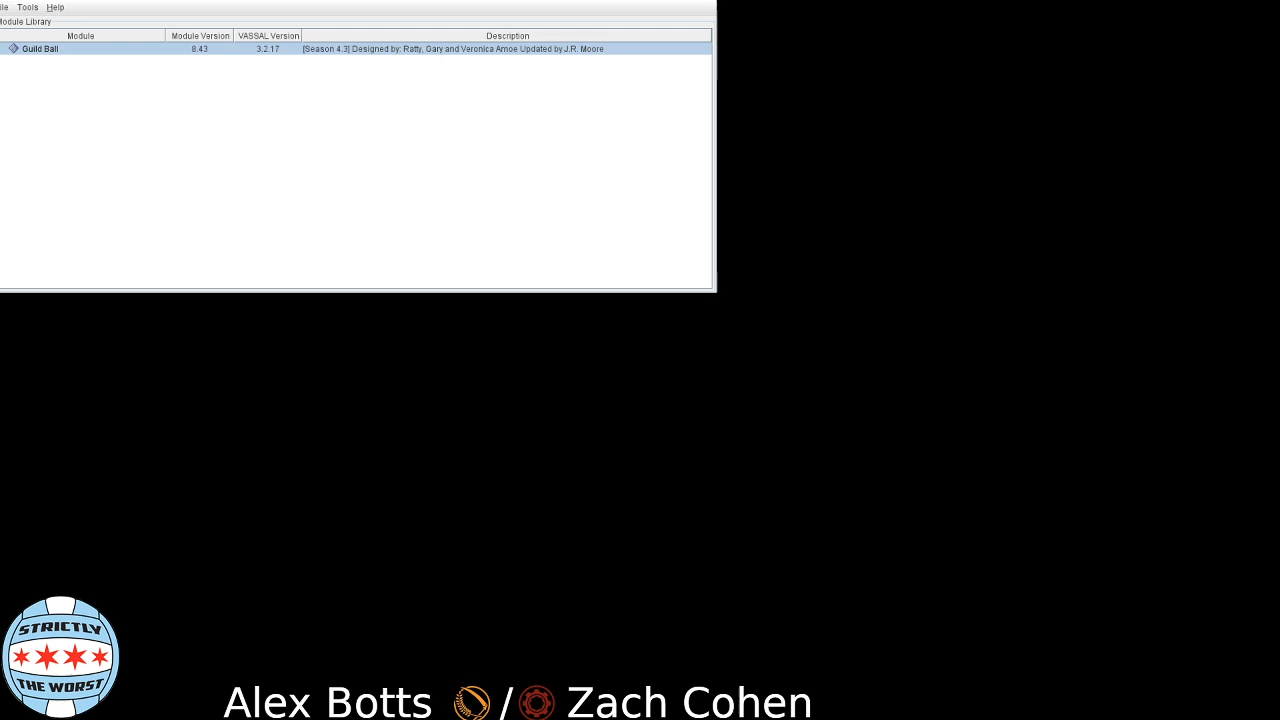 ile Tools Help
Module Library
Module Module Version VASSAL Version Description
Guild Ball 8.43 3.2.17 [Season 4.3] Designed by: Ratty, Gary and Veronica Amoe Updated by J.R. Moore
STRICTLY
THE WORST
Alex Botts / Zach Cohen